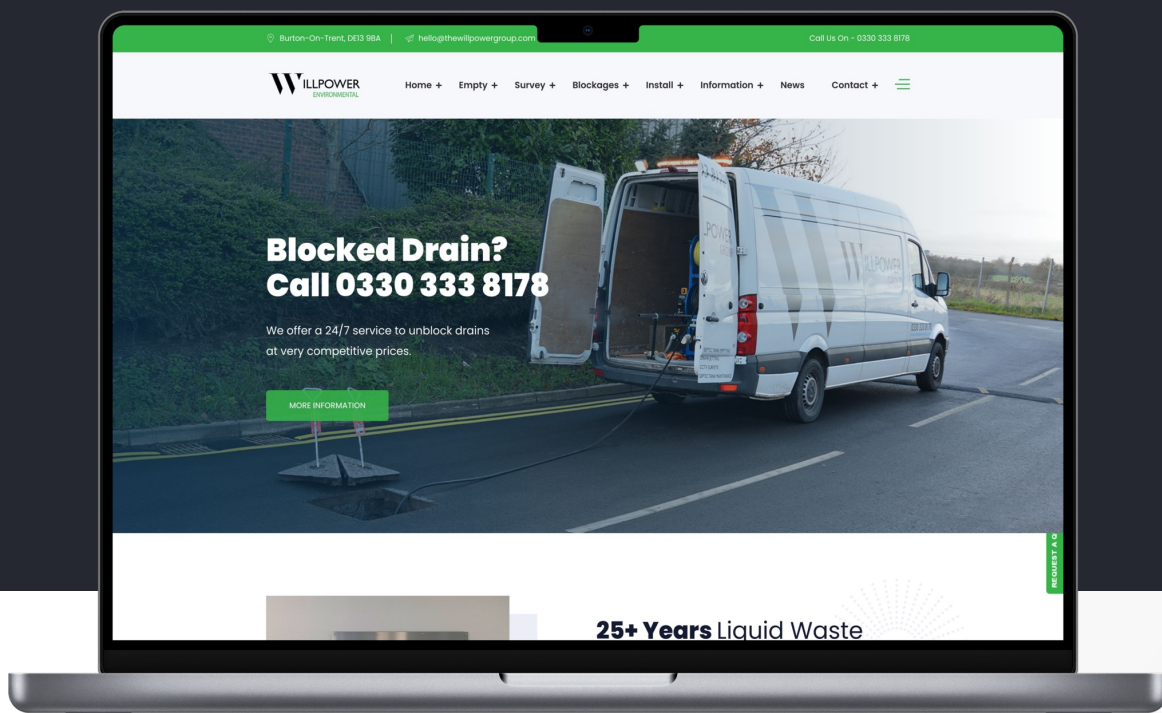 Burton-On-Trent, DE13 9BA
hello@thewillpowergroup.com
Call Us On - 0330 333 8178
WILLPOWER
ENVIRONMENTAL
Home +
Empty +
Survey +
Blockages +
Install +
Information +
News
Contact +
Blocked Drain?
Call 0330 333 8178
We offer a 24/7 service to unblock drains
at very competitive prices.
MORE INFORMATION
WILLPOWER
REQUEST A Q
25+ Years Liquid Waste